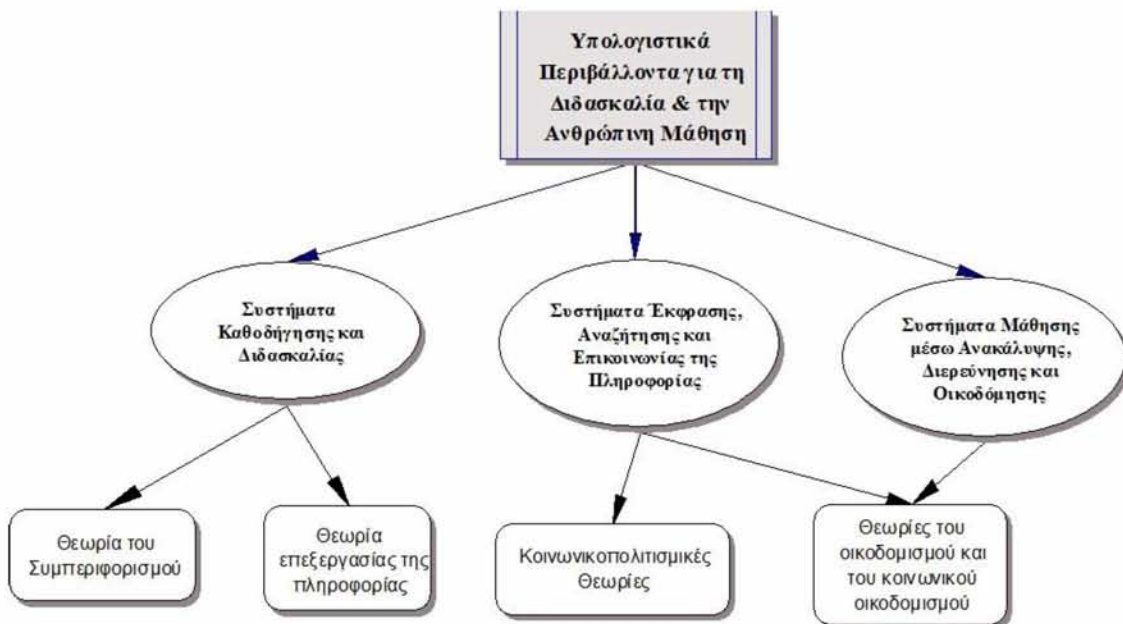 Υπολογιστικά
Περιβάλλοντα για τη
Διδασκαλία & την
Ανθρώπινη Μάθηση
Συστήματα
Καθοδήγησης και
Διδασκαλίας
Συστήματα Έκφρασης,
Αναζήτησης και
Επικοινωνίας της
Πληροφορίας
Συστήματα Μάθησης
μέσω Ανακάλυψης,
Διερεύνησης και
Οικοδόμησης
Θεωρία του
Συμπεριφορισμού
Θεωρία
επεξεργασίας της
πληροφορίας
Κοινωνικοπολιτισμικές
Θεωρίες
Θεωρίες του
οικοδομισμού και
του κοινωνικού
οικοδομισμού